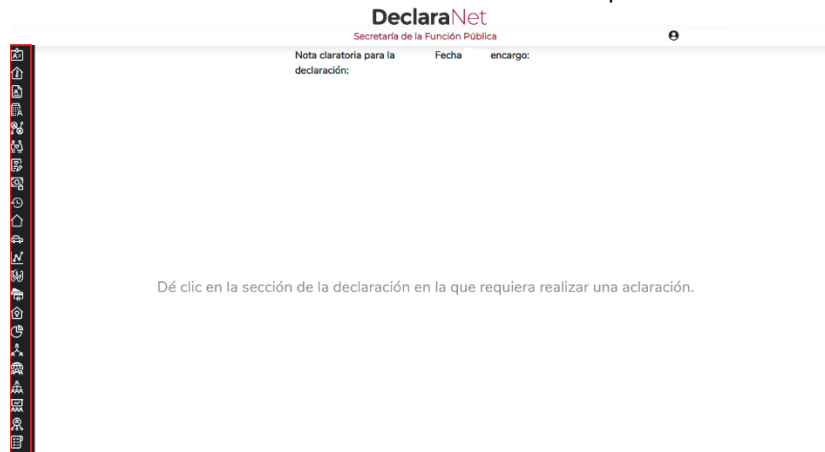 DeclaraNet
Secretaría de la Función Pública
Nota claratoria para la Fecha encargo:
declaración:
Dé clic en la sección de la declaración en la que requiera realizar una aclaración.